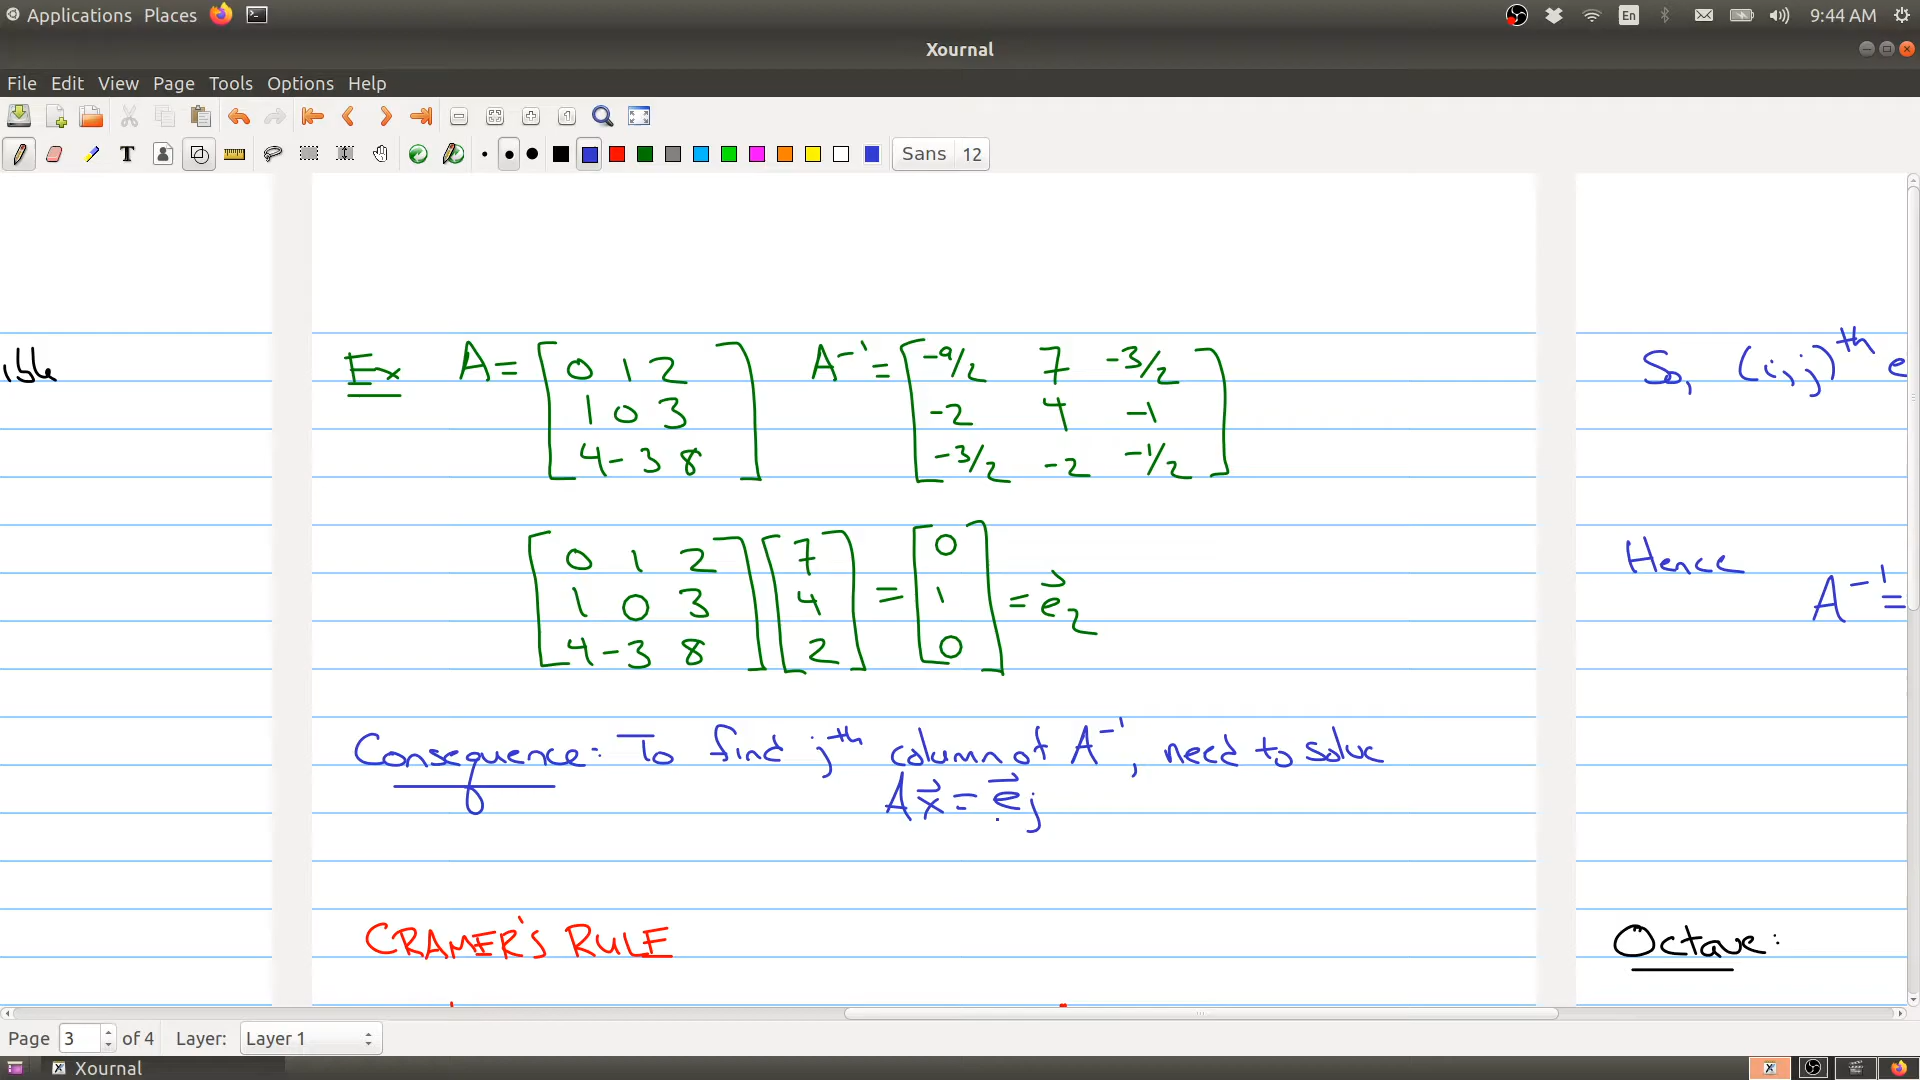 Applications Places En 9:44 AM
Xournal
File Edit View Page Tools Options Help
Sans 12
ible
Ex A = [0 1 2 A⁻¹ = [-9/2 7 -3/2
1 0 3 -2 4 -1
4 -3 8] -3/2 -2 -1/2]
[0 1 2 [7 [0
1 0 3 4 = 1 = e⃗₂
4 -3 8] 2] 0]
Consequence: To find jth column of A⁻¹, need to solve
Ax⃗ = e⃗j
CRAMER'S RULE
So, (i,j)th e
Hence
A⁻¹ =
Octave:
Page 3 of 4 Layer: Layer 1
Xournal